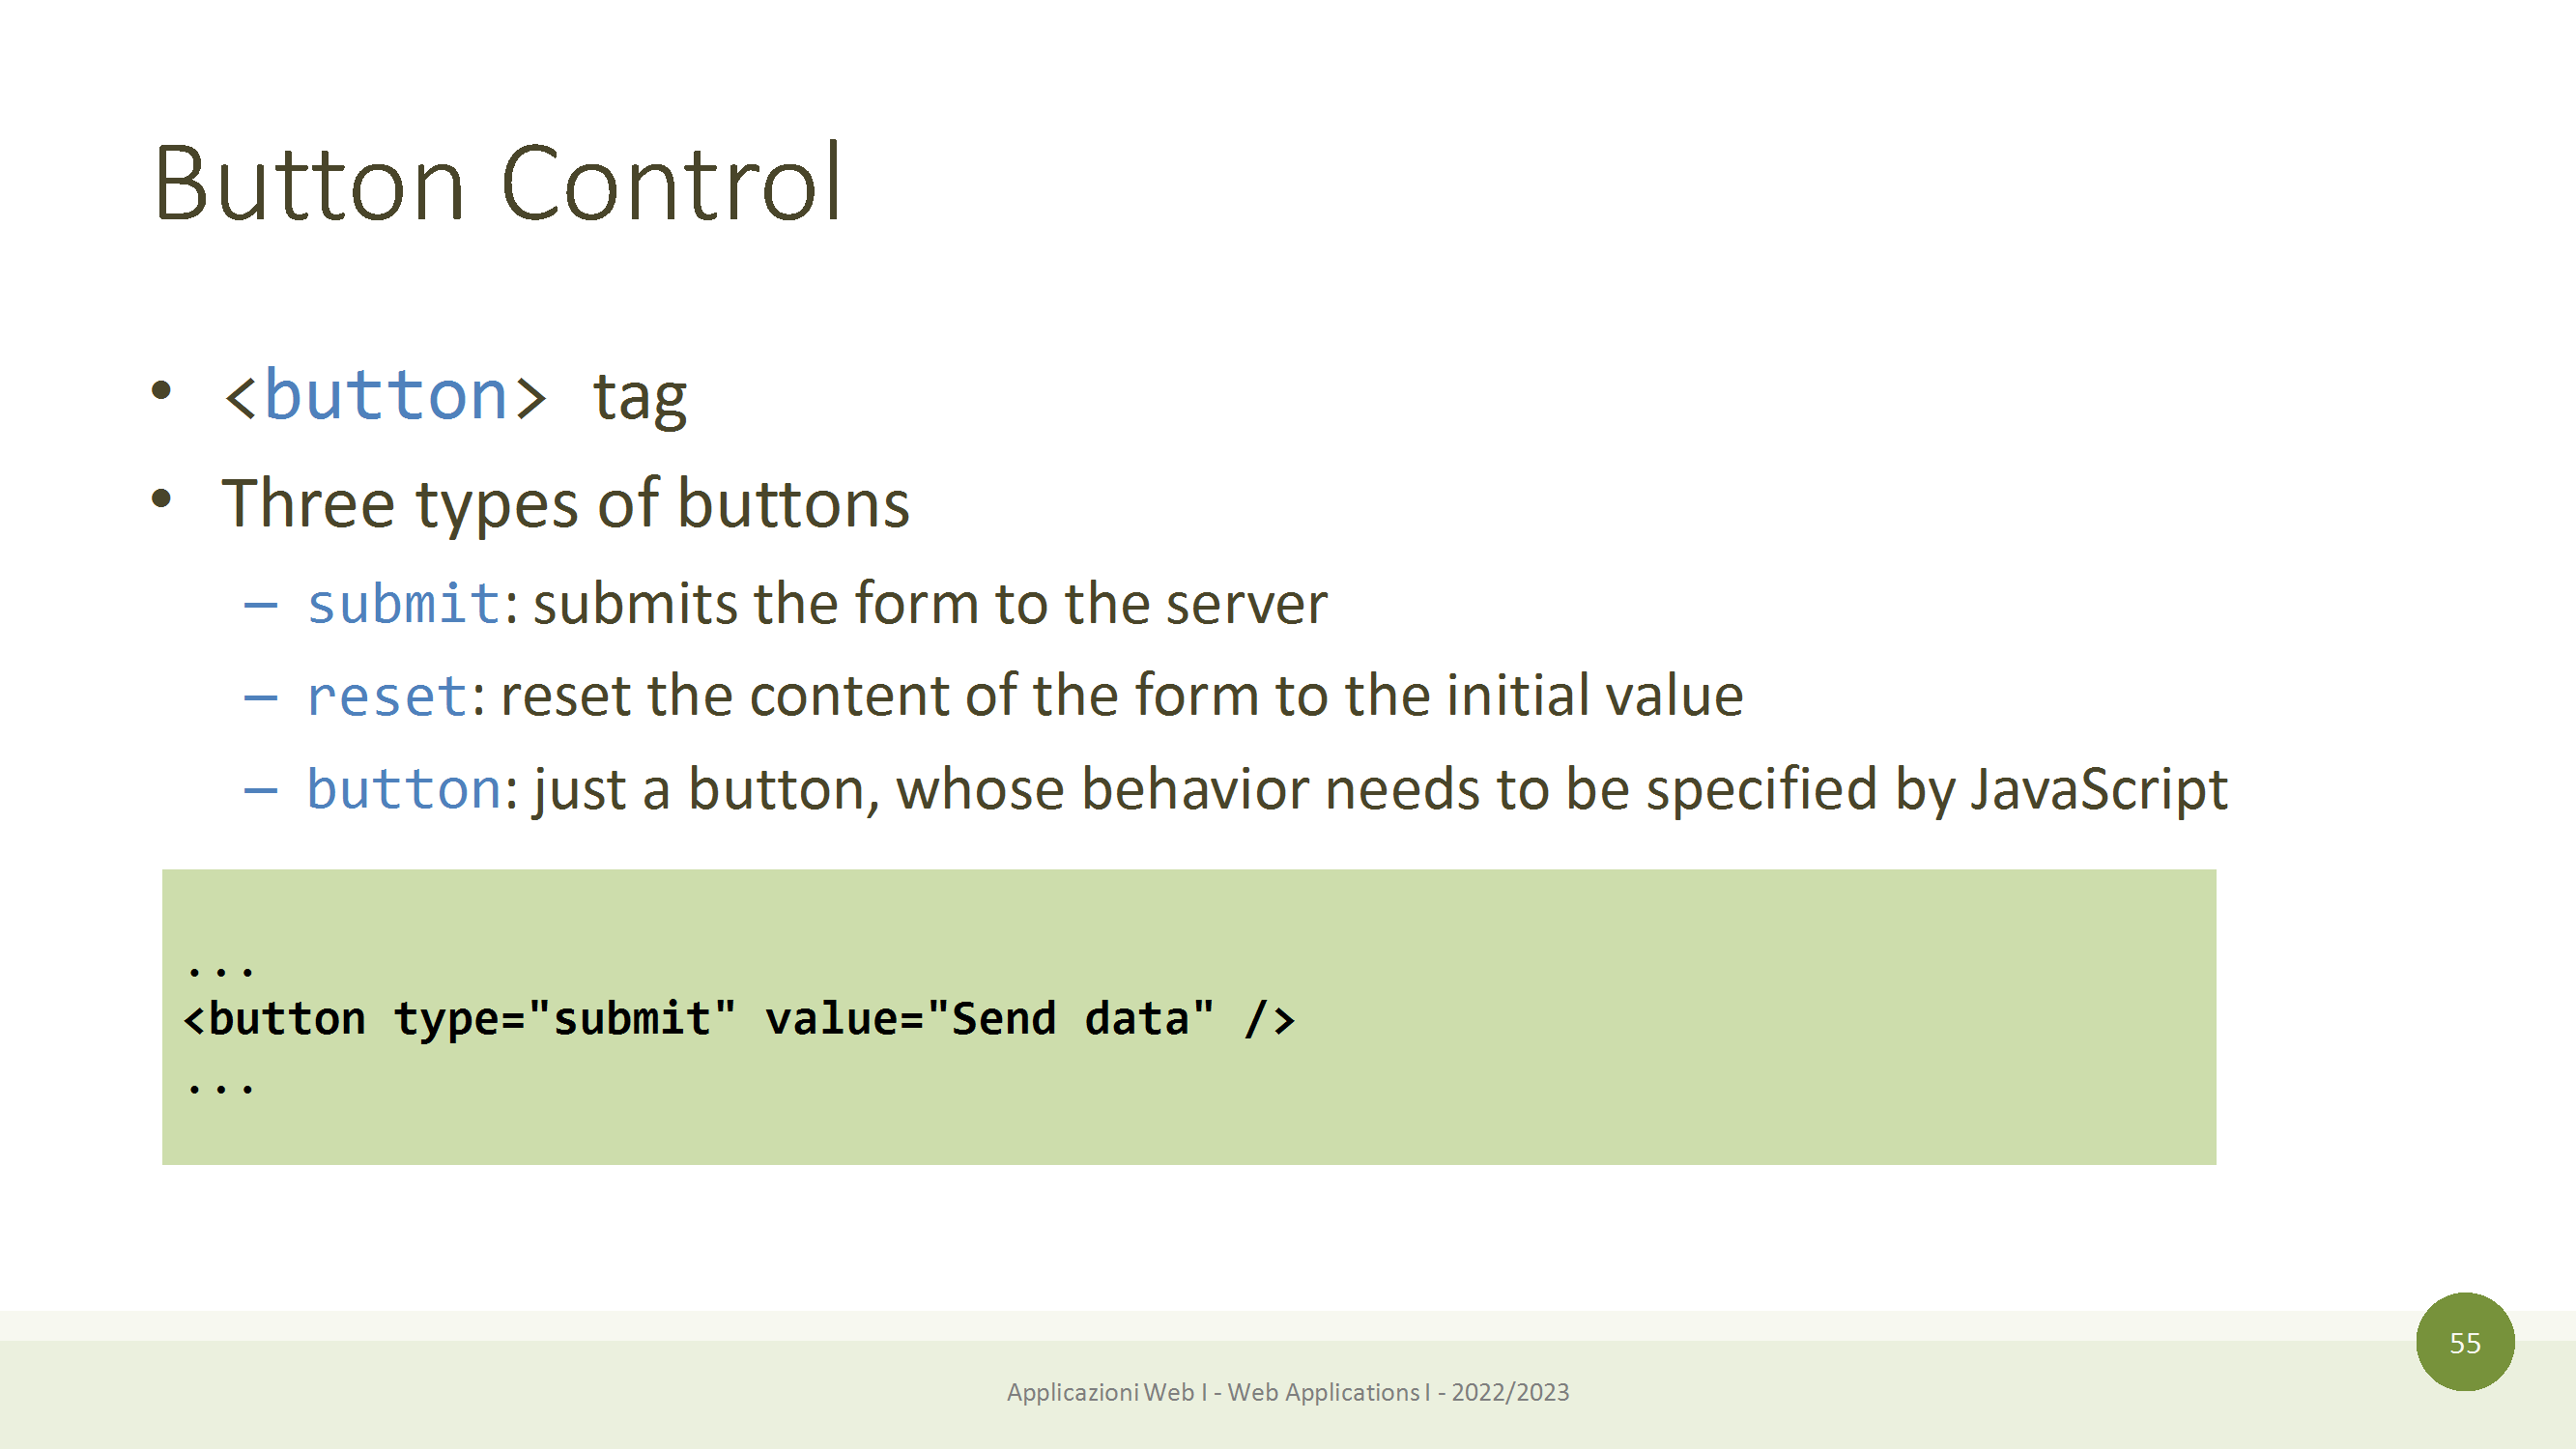 Button Control
• <button> tag
• Three types of buttons
– submit: submits the form to the server
– reset: reset the content of the form to the initial value
– button: just a button, whose behavior needs to be specified by JavaScript
...
<button type="submit" value="Send data" />
...
55
Applicazioni Web I - Web Applications I - 2022/2023